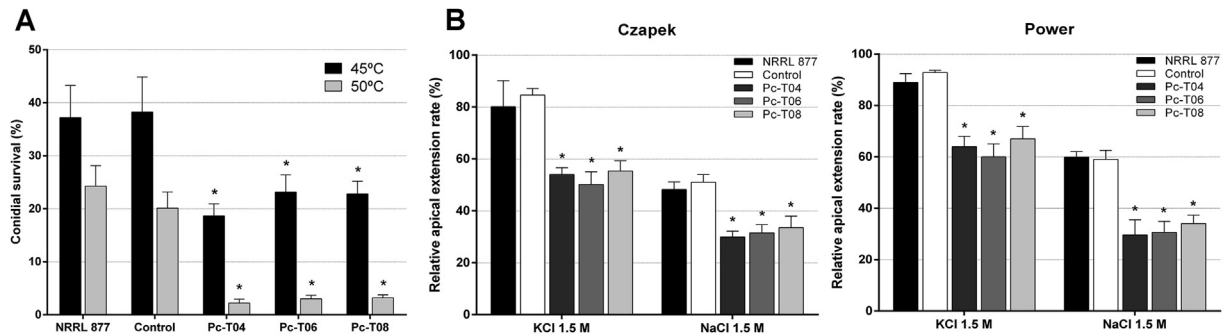 A
Conidial survival (%)
50
40
30
20
10
0
45ºC
50ºC
*
*
*
*
*
*
NRRL 877
Control
Pc-T04
Pc-T06
Pc-T08
B
Czapek
Relative apical extension rate (%)
100
80
60
40
20
0
NRRL 877
Control
Pc-T04
Pc-T06
Pc-T08
*
*
*
*
*
*
KCl 1.5 M
NaCl 1.5 M
Power
Relative apical extension rate (%)
100
80
60
40
20
0
NRRL 877
Control
Pc-T04
Pc-T06
Pc-T08
*
*
*
*
*
*
KCl 1.5 M
NaCl 1.5 M